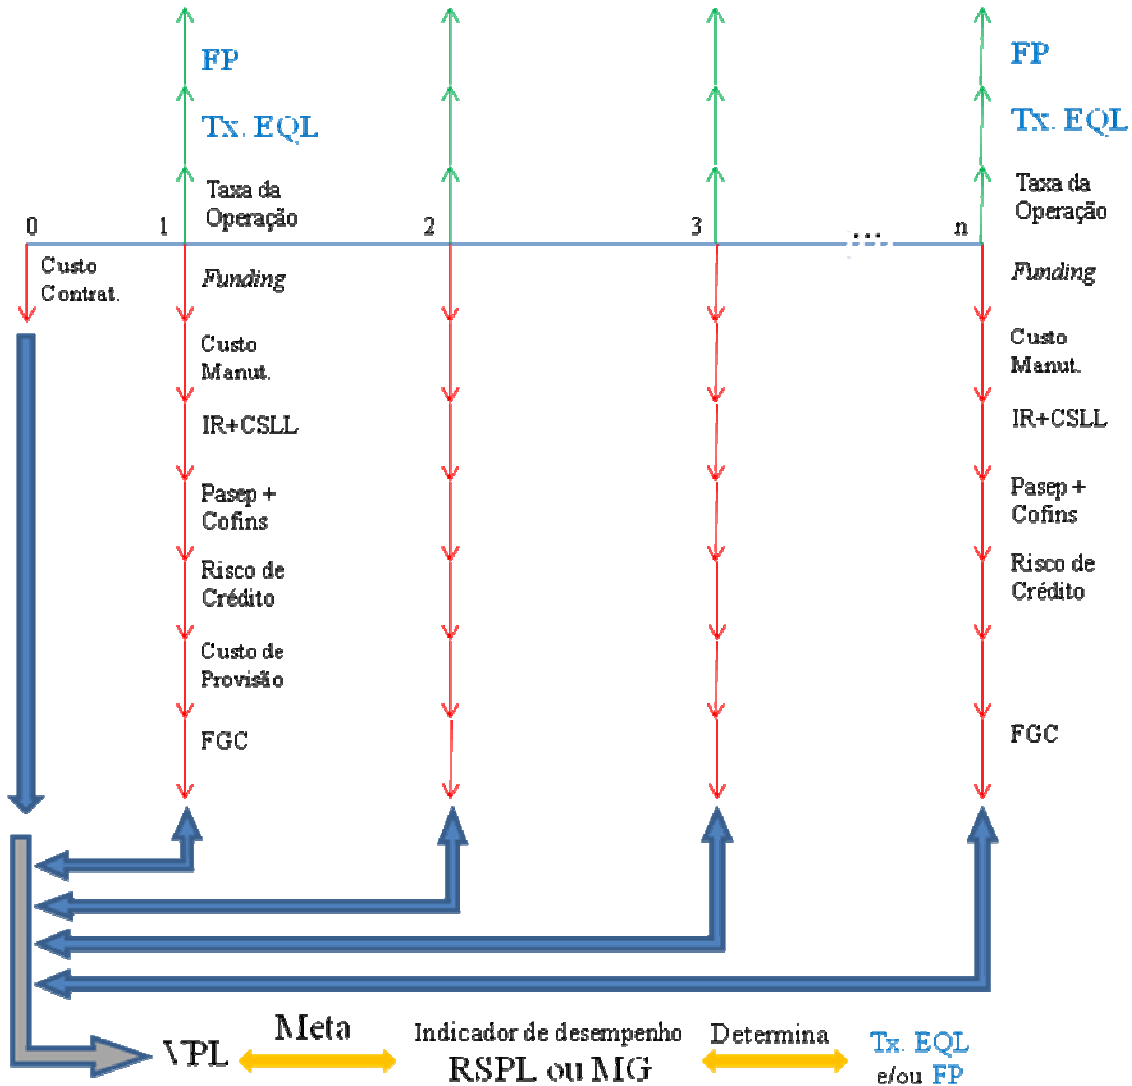 FP
FP
Tx. EQL
Tx. EQL
Taxa da
Operação
Taxa da
Operação
0
1
2
3
...
n
Custo
Contrat.
Funding
Funding
Custo
Manut.
Custo
Manut.
IR+CSLL
IR+CSLL
Pasep +
Cofins
Pasep +
Cofins
Risco de
Crédito
Risco de
Crédito
Custo de
Provisão
FGC
FGC
VPL
Meta
Indicador de desempenho
RSPL ou MG
Determina
Tx. EQL
e/ou FP